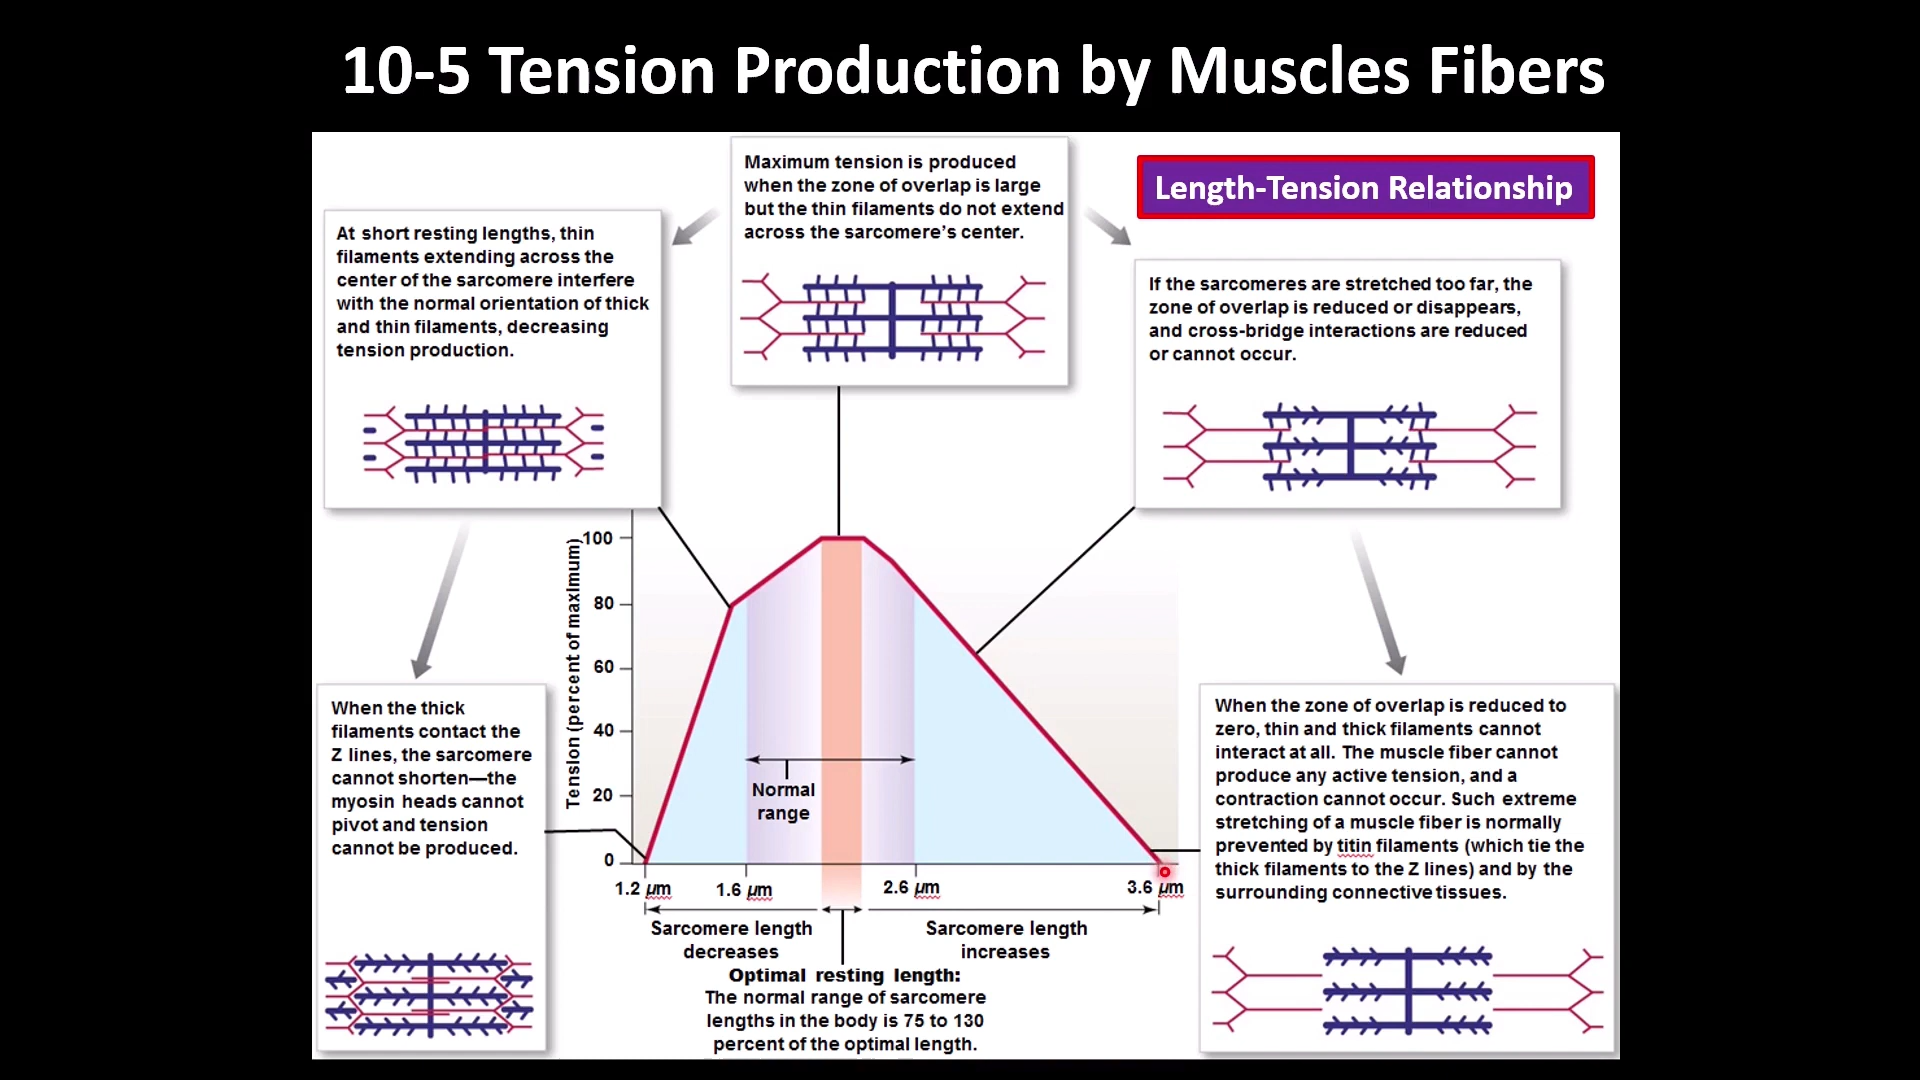 10-5 Tension Production by Muscles Fibers
Length-Tension Relationship
Maximum tension is produced
when the zone of overlap is large
but the thin filaments do not extend
across the sarcomere's center.
At short resting lengths, thin
filaments extending across the
center of the sarcomere interfere
with the normal orientation of thick
and thin filaments, decreasing
tension production.
If the sarcomeres are stretched too far, the
zone of overlap is reduced or disappears,
and cross-bridge interactions are reduced
or cannot occur.
When the thick
filaments contact the
Z lines, the sarcomere
cannot shorten—the
myosin heads cannot
pivot and tension
cannot be produced.
Tension (percent of maximum)
100
80
60
40
20
0
Normal
range
1.2 µm
1.6 µm
2.6 µm
3.6 µm
Sarcomere length
decreases
Sarcomere length
increases
Optimal resting length:
The normal range of sarcomere
lengths in the body is 75 to 130
percent of the optimal length.
When the zone of overlap is reduced to
zero, thin and thick filaments cannot
interact at all. The muscle fiber cannot
produce any active tension, and a
contraction cannot occur. Such extreme
stretching of a muscle fiber is normally
prevented by titin filaments (which tie the
thick filaments to the Z lines) and by the
surrounding connective tissues.